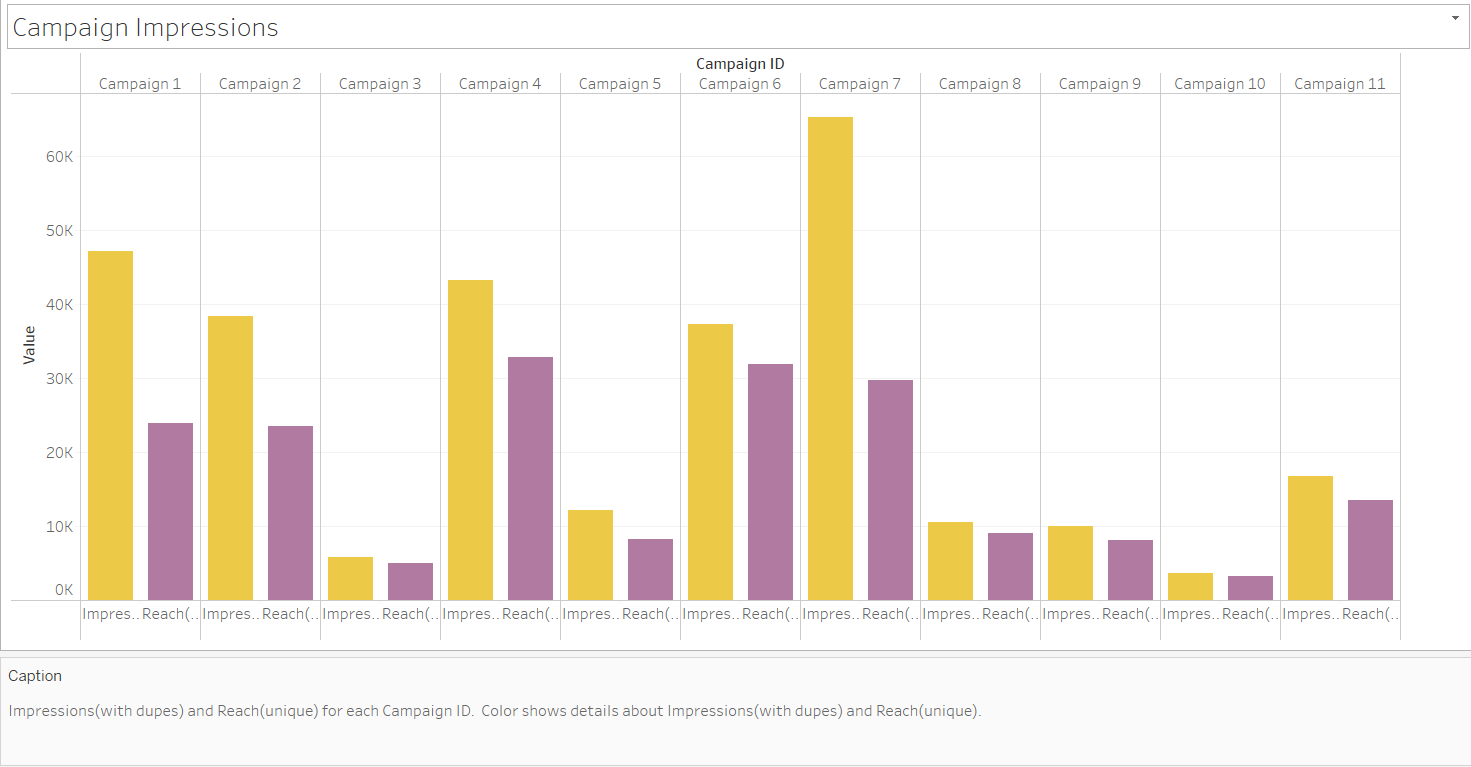 Campaign Impressions
Campaign ID
Campaign 1 Campaign 2 Campaign 3 Campaign 4 Campaign 5 Campaign 6 Campaign 7 Campaign 8 Campaign 9 Campaign 10 Campaign 11
60K
50K
40K
30K
20K
10K
0K
Value
Impres.. Reach(.. Impres.. Reach(.. Impres.. Reach(.. Impres.. Reach(.. Impres.. Reach(.. Impres.. Reach(.. Impres.. Reach(.. Impres.. Reach(.. Impres.. Reach(.. Impres.. Reach(.. Impres.. Reach(..
Caption
Impressions(with dupes) and Reach(unique) for each Campaign ID.  Color shows details about Impressions(with dupes) and Reach(unique).